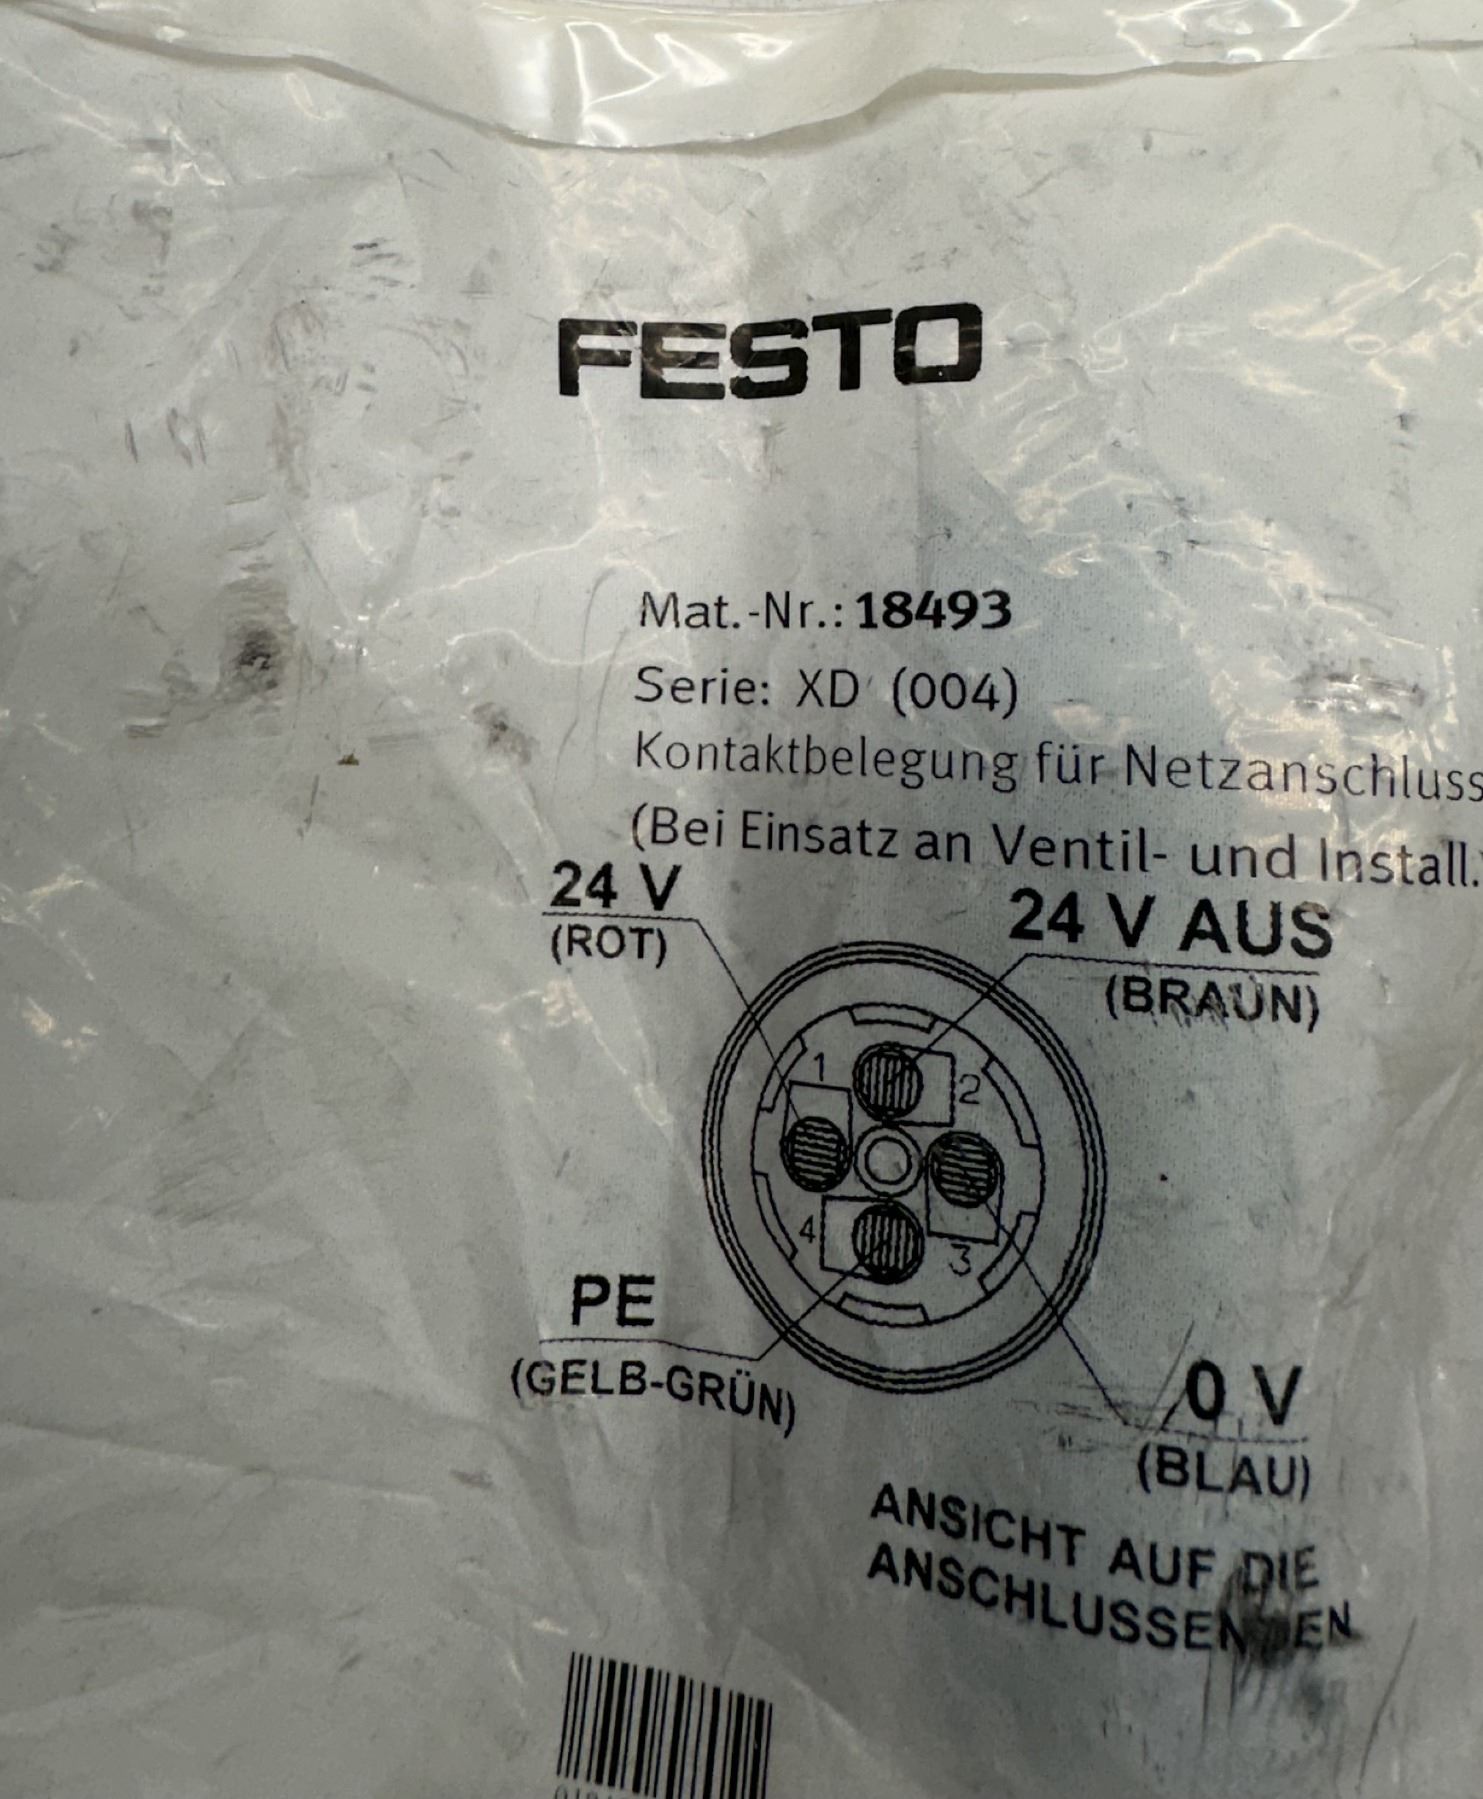 FESTO
Mat.-Nr.: 18493
Serie: XD (004)
Kontaktbelegung für Netzanschluss
(Bei Einsatz an Ventil- und Install.
24 V
(ROT)
24 V AUS
(BRAUN)
1
2
4
3
PE
(GELB-GRÜN)
0 V
(BLAU)
ANSICHT AUF DIE
ANSCHLUSSENDEN